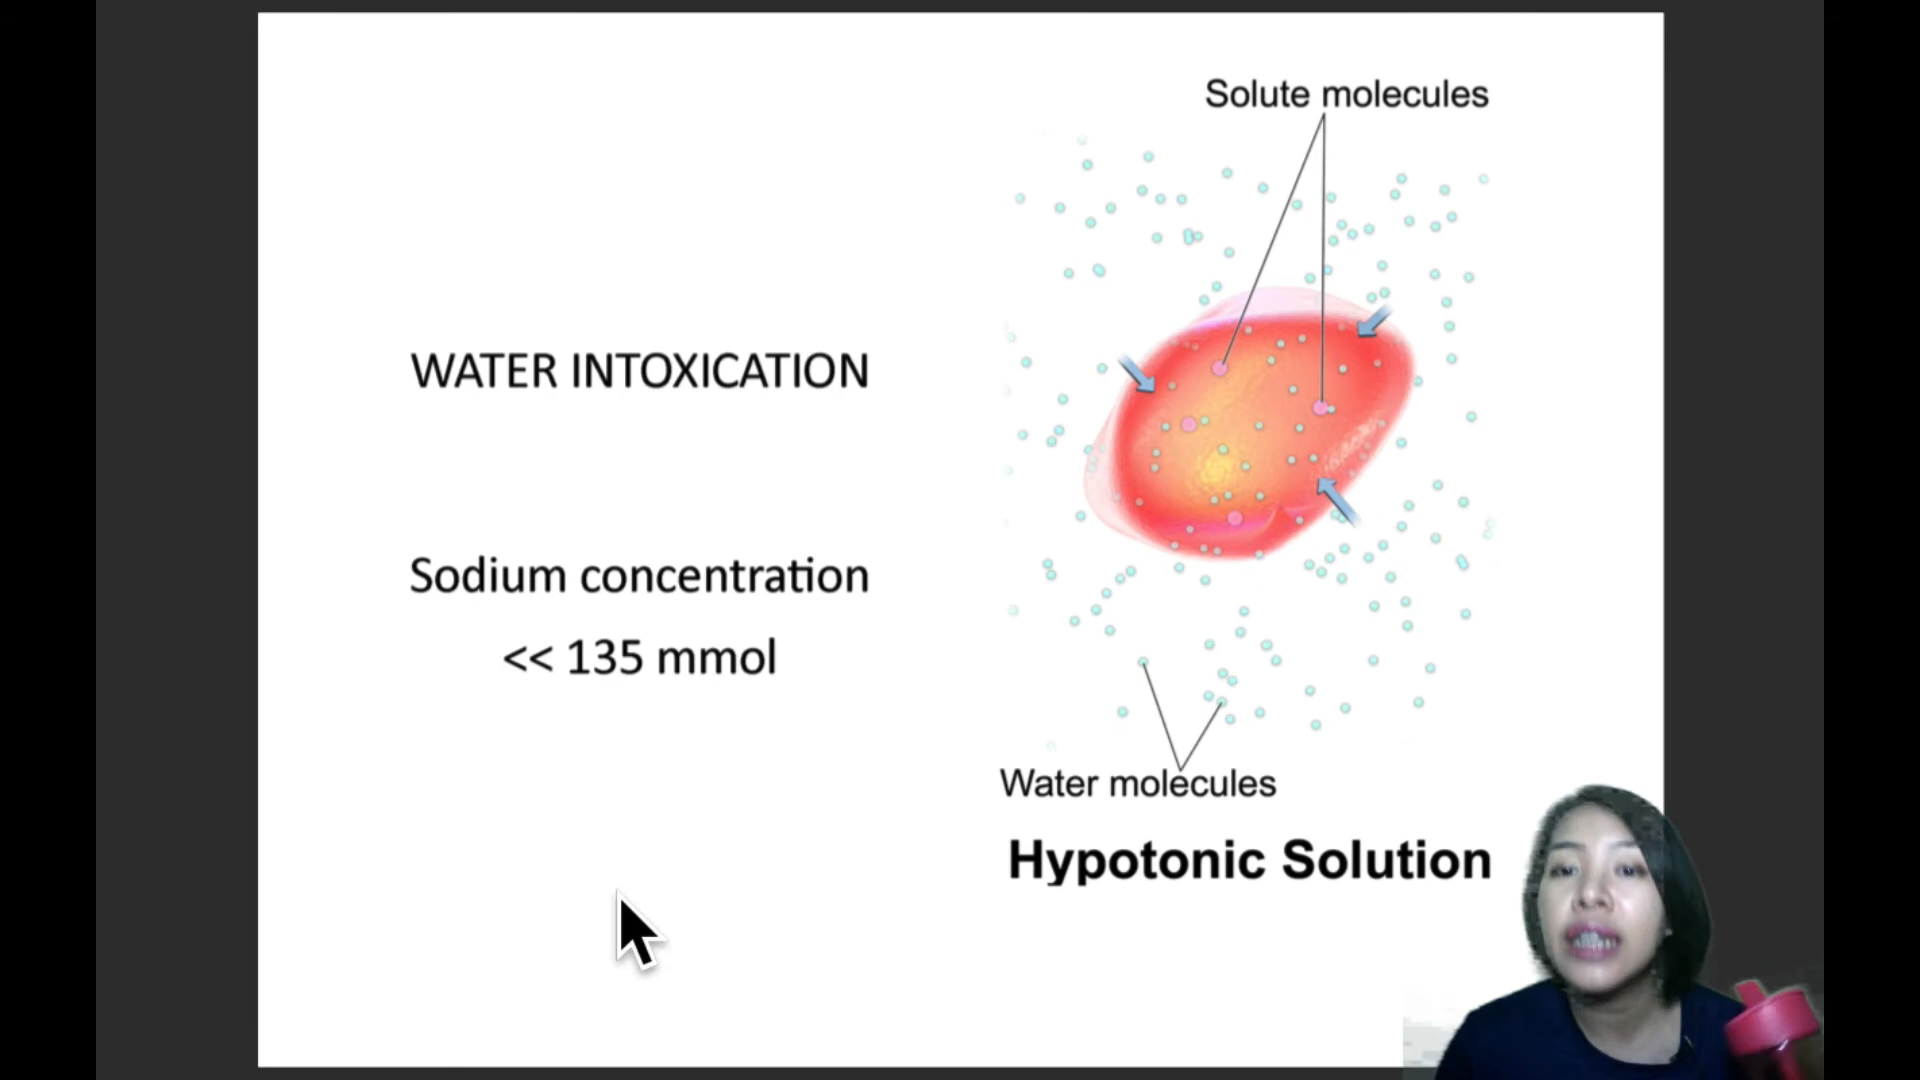 WATER INTOXICATION
Sodium concentration
<< 135 mmol
Solute molecules
Water molecules
Hypotonic Solution